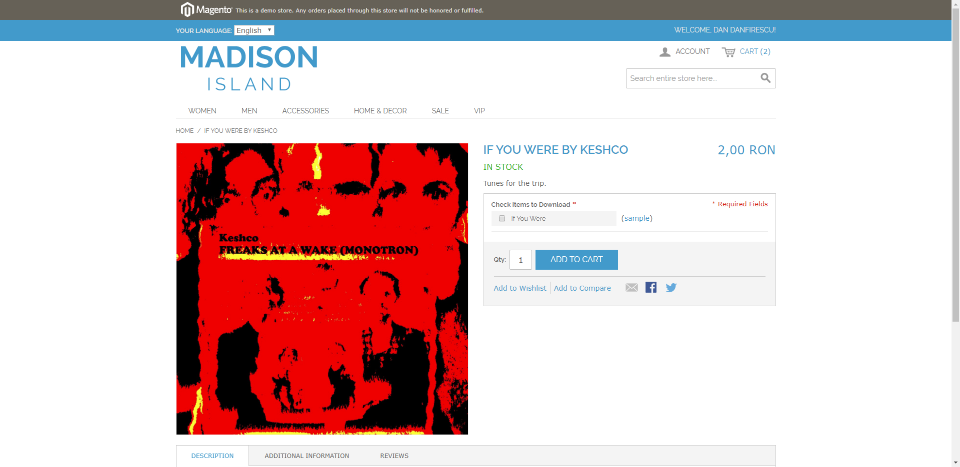 Magento This is a demo store. Any orders placed through this store will not be honored or fulfilled.
YOUR LANGUAGE: English WELCOME, DAN DANFIRESCU!
MADISON
ISLAND
ACCOUNT CART (2)
Search entire store here...
WOMEN MEN ACCESSORIES HOME & DECOR SALE VIP
HOME / IF YOU WERE BY KESHCO
Keshco
FREAKS AT A WAKE (MONOTRON)
IF YOU WERE BY KESHCO 2,00 RON
IN STOCK
Tunes for the trip.
Check Items to Download * * Required Fields
If You Were (sample)
Qty: 1 ADD TO CART
Add to Wishlist Add to Compare
DESCRIPTION ADDITIONAL INFORMATION REVIEWS